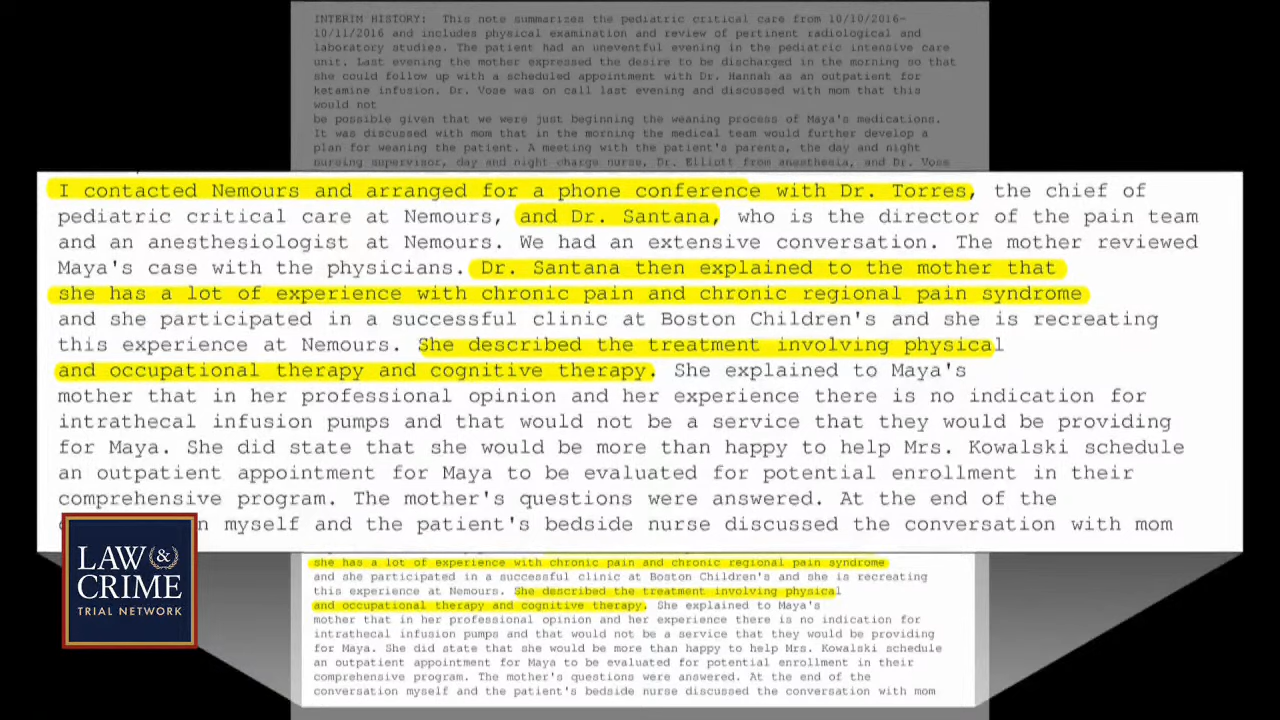 INTERIM HISTORY: This note summarizes the pediatric critical care from 10/10/2016-
10/11/2016 and includes physical examination and review of pertinent radiological and
laboratory studies. The patient had an uneventful evening in the pediatric intensive care
unit. Last evening the mother expressed the desire to be discharged in the morning so that
she could follow up with a scheduled appointment with Dr. Hannah as an outpatient for
ketamine infusion. Dr. Vose was on call last evening and discussed with mom that this
would not
be possible given that we were just beginning the weaning process of Maya's medications.
It was discussed with mom that in the morning the medical team would further develop a
plan for weaning the patient. A meeting with the patient's parents, the day and night
nursing supervisor, day and night charge nurse, Dr. Elliott from anesthesia, and Dr. Vose
I contacted Nemours and arranged for a phone conference with Dr. Torres, the chief of
pediatric critical care at Nemours, and Dr. Santana, who is the director of the pain team
and an anesthesiologist at Nemours. We had an extensive conversation. The mother reviewed
Maya's case with the physicians. Dr. Santana then explained to the mother that
she has a lot of experience with chronic pain and chronic regional pain syndrome
and she participated in a successful clinic at Boston Children's and she is recreating
this experience at Nemours. She described the treatment involving physical
and occupational therapy and cognitive therapy. She explained to Maya's
mother that in her professional opinion and her experience there is no indication for
intrathecal infusion pumps and that would not be a service that they would be providing
for Maya. She did state that she would be more than happy to help Mrs. Kowalski schedule
an outpatient appointment for Maya to be evaluated for potential enrollment in their
comprehensive program. The mother's questions were answered. At the end of the
myself and the patient's bedside nurse discussed the conversation with mom
LAW &
CRIME
TRIAL NETWORK
she has a lot of experience with chronic pain and chronic regional pain syndrome
and she participated in a successful clinic at Boston Children's and she is recreating
this experience at Nemours. She described the treatment involving physical
and occupational therapy and cognitive therapy. She explained to Maya's
mother that in her professional opinion and her experience there is no indication for
intrathecal infusion pumps and that would not be a service that they would be providing
for Maya. She did state that she would be more than happy to help Mrs. Kowalski schedule
an outpatient appointment for Maya to be evaluated for potential enrollment in their
comprehensive program. The mother's questions were answered. At the end of the
conversation myself and the patient's bedside nurse discussed the conversation with mom